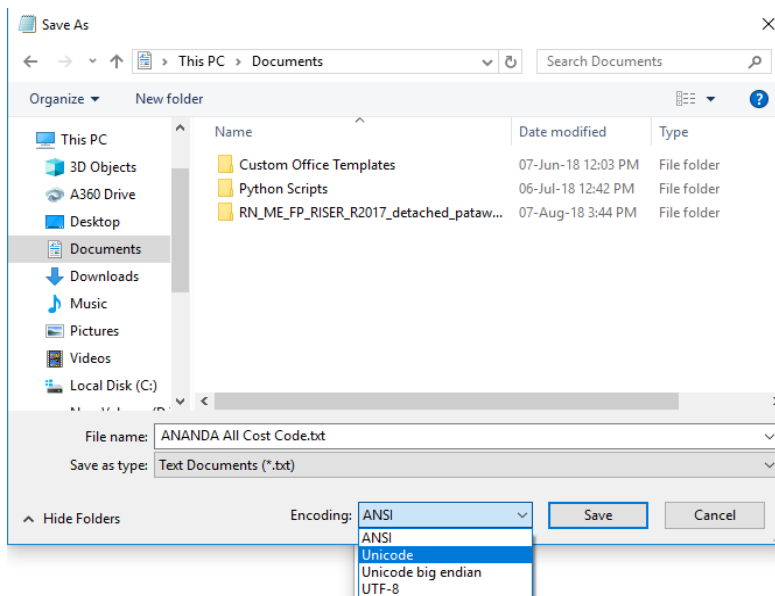 Save As
This PC > Documents
Search Documents
Organize
New folder
Name
Date modified
Type
This PC
3D Objects
A360 Drive
Desktop
Documents
Downloads
Music
Pictures
Videos
Local Disk (C:)
Custom Office Templates 07-Jun-18 12:03 PM File folder
Python Scripts 06-Jul-18 12:42 PM File folder
RN_ME_FP_RISER_R2017_detached_pataw... 07-Aug-18 3:44 PM File folder
File name: ANANDA All Cost Code.txt
Save as type: Text Documents (*.txt)
Hide Folders
Encoding: ANSI
Save
Cancel
ANSI
Unicode
Unicode big endian
UTF-8